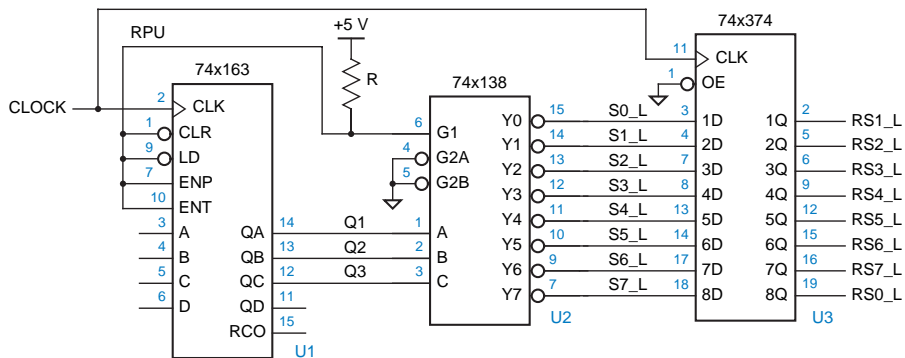 +5 V
RPU
R
CLOCK
74x163
2 CLK
1 CLR
9 LD
7 ENP
10 ENT
3 A
4 B
5 C
6 D
QA 14
QB 13
QC 12
QD 11
RCO 15
U1
Q1
Q2
Q3
74x138
6 G1
4 G2A
5 G2B
1 A
2 B
3 C
Y0 15
Y1 14
Y2 13
Y3 12
Y4 11
Y5 10
Y6 9
Y7 7
U2
S0_L
S1_L
S2_L
S3_L
S4_L
S5_L
S6_L
S7_L
74x374
11 CLK
1 OE
3 1D
4 2D
7 3D
8 4D
13 5D
14 6D
17 7D
18 8D
1Q 2 RS1_L
2Q 5 RS2_L
3Q 6 RS3_L
4Q 9 RS4_L
5Q 12 RS5_L
6Q 15 RS6_L
7Q 16 RS7_L
8Q 19 RS0_L
U3